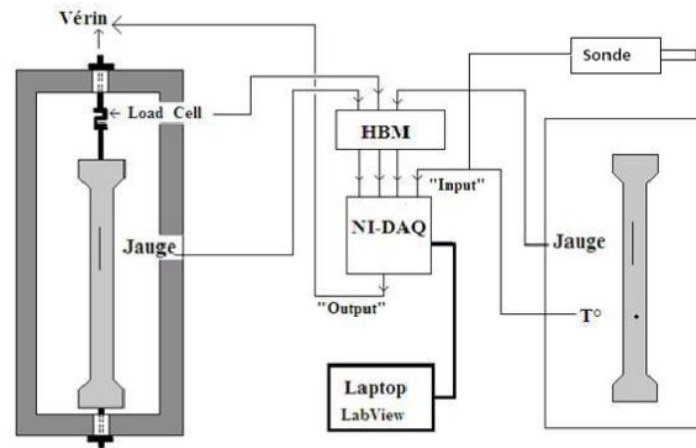 Vérin
Load Cell
Jauge
HBM
"Input"
NI-DAQ
"Output"
Laptop
LabView
Sonde
Jauge
T°